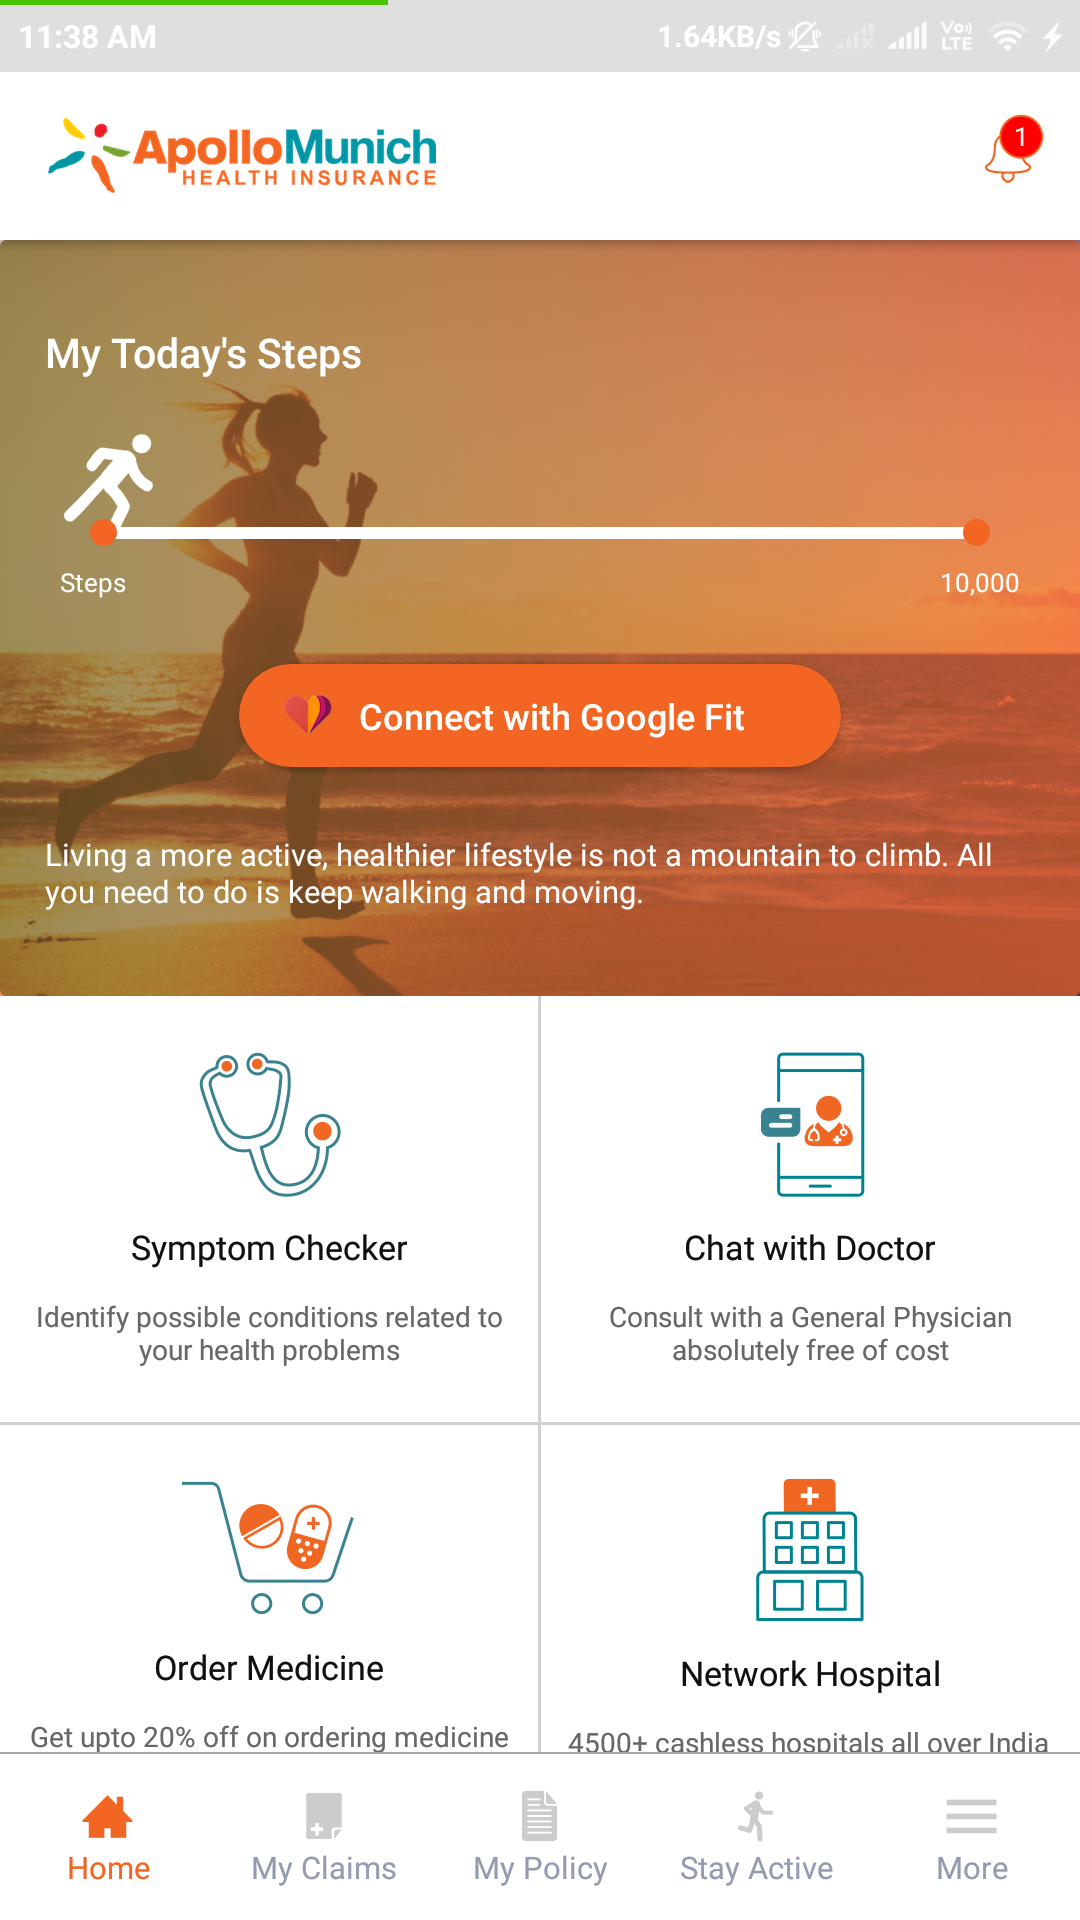 11:38 AM 1.64KB/s Vo) LTE
1
ApolloMunich
HEALTH INSURANCE
My Today's Steps
Steps 10,000
Connect with Google Fit
Living a more active, healthier lifestyle is not a mountain to climb. All
you need to do is keep walking and moving.
Symptom Checker
Identify possible conditions related to
your health problems
Chat with Doctor
Consult with a General Physician
absolutely free of cost
Order Medicine
Get upto 20% off on ordering medicine
Network Hospital
4500+ cashless hospitals all over India
Home My Claims My Policy Stay Active More